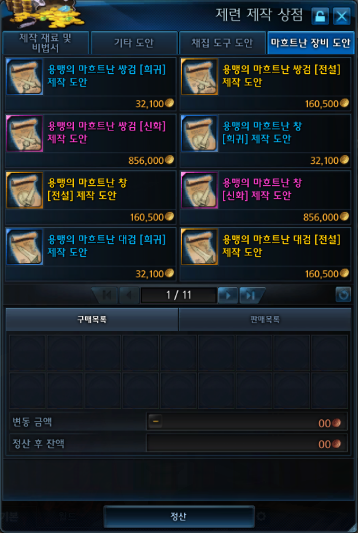 제련 제작 상점
제작 재료 및
비법서
기타 도안
채집 도구 도안
마흐트난 장비 도안
용맹의 마흐트난 쌍검 [희귀]
제작 도안
32,100
용맹의 마흐트난 쌍검 [전설]
제작 도안
160,500
용맹의 마흐트난 쌍검 [신화]
제작 도안
856,000
용맹의 마흐트난 창
[희귀] 제작 도안
32,100
용맹의 마흐트난 창
[전설] 제작 도안
160,500
용맹의 마흐트난 창
[신화] 제작 도안
856,000
용맹의 마흐트난 대검 [희귀]
제작 도안
32,100
용맹의 마흐트난 대검 [전설]
제작 도안
160,500
1 / 11
구매목록
판매목록
변동 금액
-
00
정산 후 잔액
00
정산